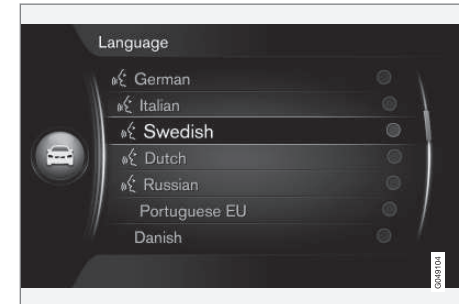 Language
German
Italian
Swedish
Dutch
Russian
Portuguese EU
Danish
G049104